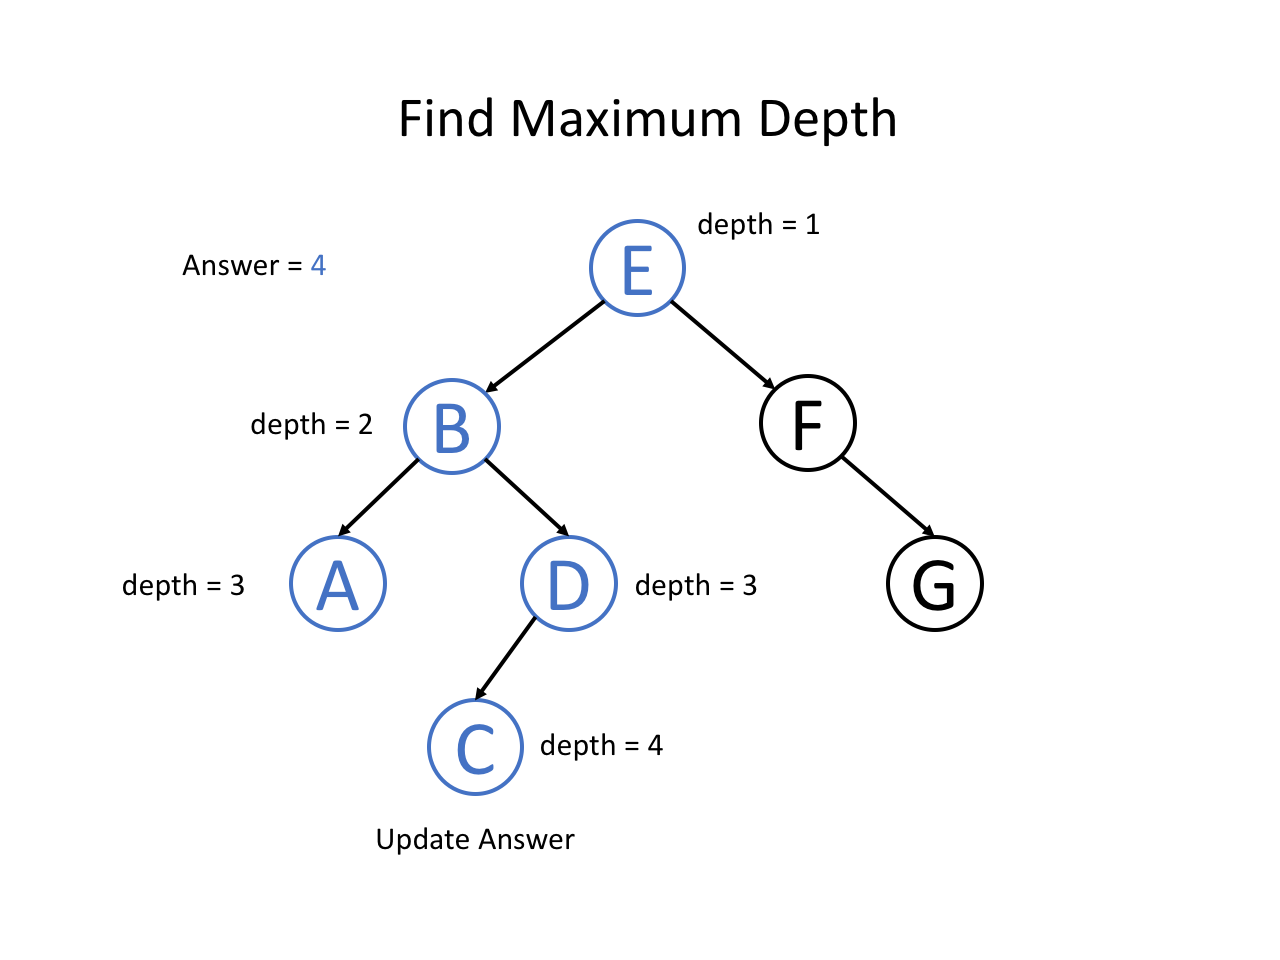 Find Maximum Depth
depth = 1
Answer = 4
E
depth = 2
B
F
depth = 3
A
D
depth = 3
G
C
depth = 4
Update Answer